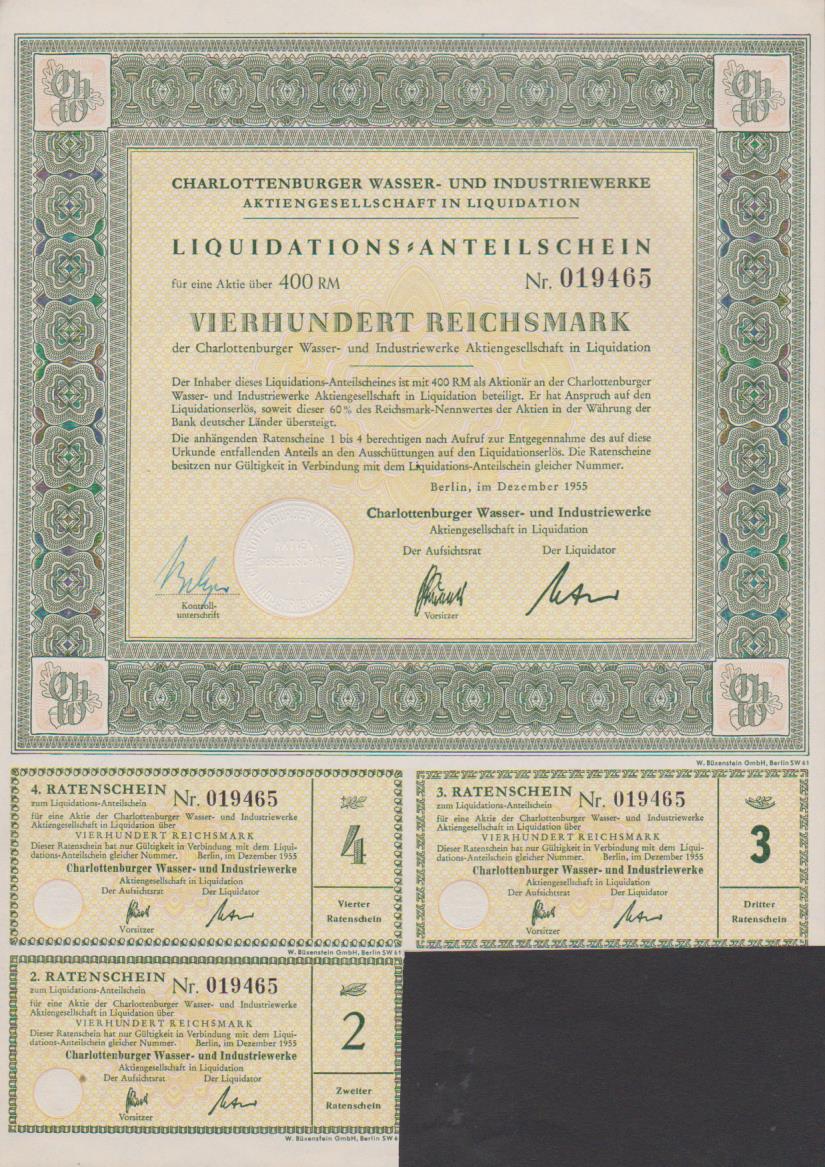 CHARLOTTENBURGER WASSER- UND INDUSTRIEWERKE
AKTIENGESELLSCHAFT IN LIQUIDATION
LIQUIDATIONS-ANTEILSCHEIN
für eine Aktie über 400 RM Nr. 019465
VIERHUNDERT REICHSMARK
der Charlottenburger Wasser- und Industriewerke Aktiengesellschaft in Liquidation
Der Inhaber dieses Liquidations-Anteilscheines ist mit 400 RM als Aktionär an der Charlottenburger
Wasser- und Industriewerke Aktiengesellschaft in Liquidation beteiligt. Er hat Anspruch auf den
Liquidationserlös, soweit dieser 60 % des Reichsmark-Nennwertes der Aktien in der Währung der
Bank deutscher Länder übersteigt.
Die anhängenden Ratenscheine 1 bis 4 berechtigen nach Aufruf zur Entgegennahme des auf diese
Urkunde entfallenden Anteils an den Ausschüttungen auf den Liquidationserlös. Die Ratenscheine
besitzen nur Gültigkeit in Verbindung mit dem Liquidations-Anteilschein gleicher Nummer.
Berlin, im Dezember 1955
Charlottenburger Wasser- und Industriewerke
Aktiengesellschaft in Liquidation
Der Aufsichtsrat Der Liquidator
Vorsitzer
Kontroll-
unterschrift
W. Büxenstein GmbH, Berlin SW 61
4. RATENSCHEIN
zum Liquidations-Anteilschein Nr. 019465
für eine Aktie der Charlottenburger Wasser- und Industriewerke
Aktiengesellschaft in Liquidation über
VIERHUNDERT REICHSMARK
Dieser Ratenschein hat nur Gültigkeit in Verbindung mit dem Liqui-
dations-Anteilschein gleicher Nummer. Berlin, im Dezember 1955
Charlottenburger Wasser- und Industriewerke
Aktiengesellschaft in Liquidation
Der Aufsichtsrat Der Liquidator
Vorsitzer
4
Vierter
Ratenschein
W. Büxenstein GmbH, Berlin SW 61
3. RATENSCHEIN
zum Liquidations-Anteilschein Nr. 019465
für eine Aktie der Charlottenburger Wasser- und Industriewerke
Aktiengesellschaft in Liquidation über
VIERHUNDERT REICHSMARK
Dieser Ratenschein hat nur Gültigkeit in Verbindung mit dem Liqui-
dations-Anteilschein gleicher Nummer. Berlin, im Dezember 1955
Charlottenburger Wasser- und Industriewerke
Aktiengesellschaft in Liquidation
Der Aufsichtsrat Der Liquidator
Vorsitzer
3
Dritter
Ratenschein
2. RATENSCHEIN
zum Liquidations-Anteilschein Nr. 019465
für eine Aktie der Charlottenburger Wasser- und Industriewerke
Aktiengesellschaft in Liquidation über
VIERHUNDERT REICHSMARK
Dieser Ratenschein hat nur Gültigkeit in Verbindung mit dem Liqui-
dations-Anteilschein gleicher Nummer. Berlin, im Dezember 1955
Charlottenburger Wasser- und Industriewerke
Aktiengesellschaft in Liquidation
Der Aufsichtsrat Der Liquidator
Vorsitzer
2
Zweiter
Ratenschein
W. Büxenstein GmbH, Berlin SW 6